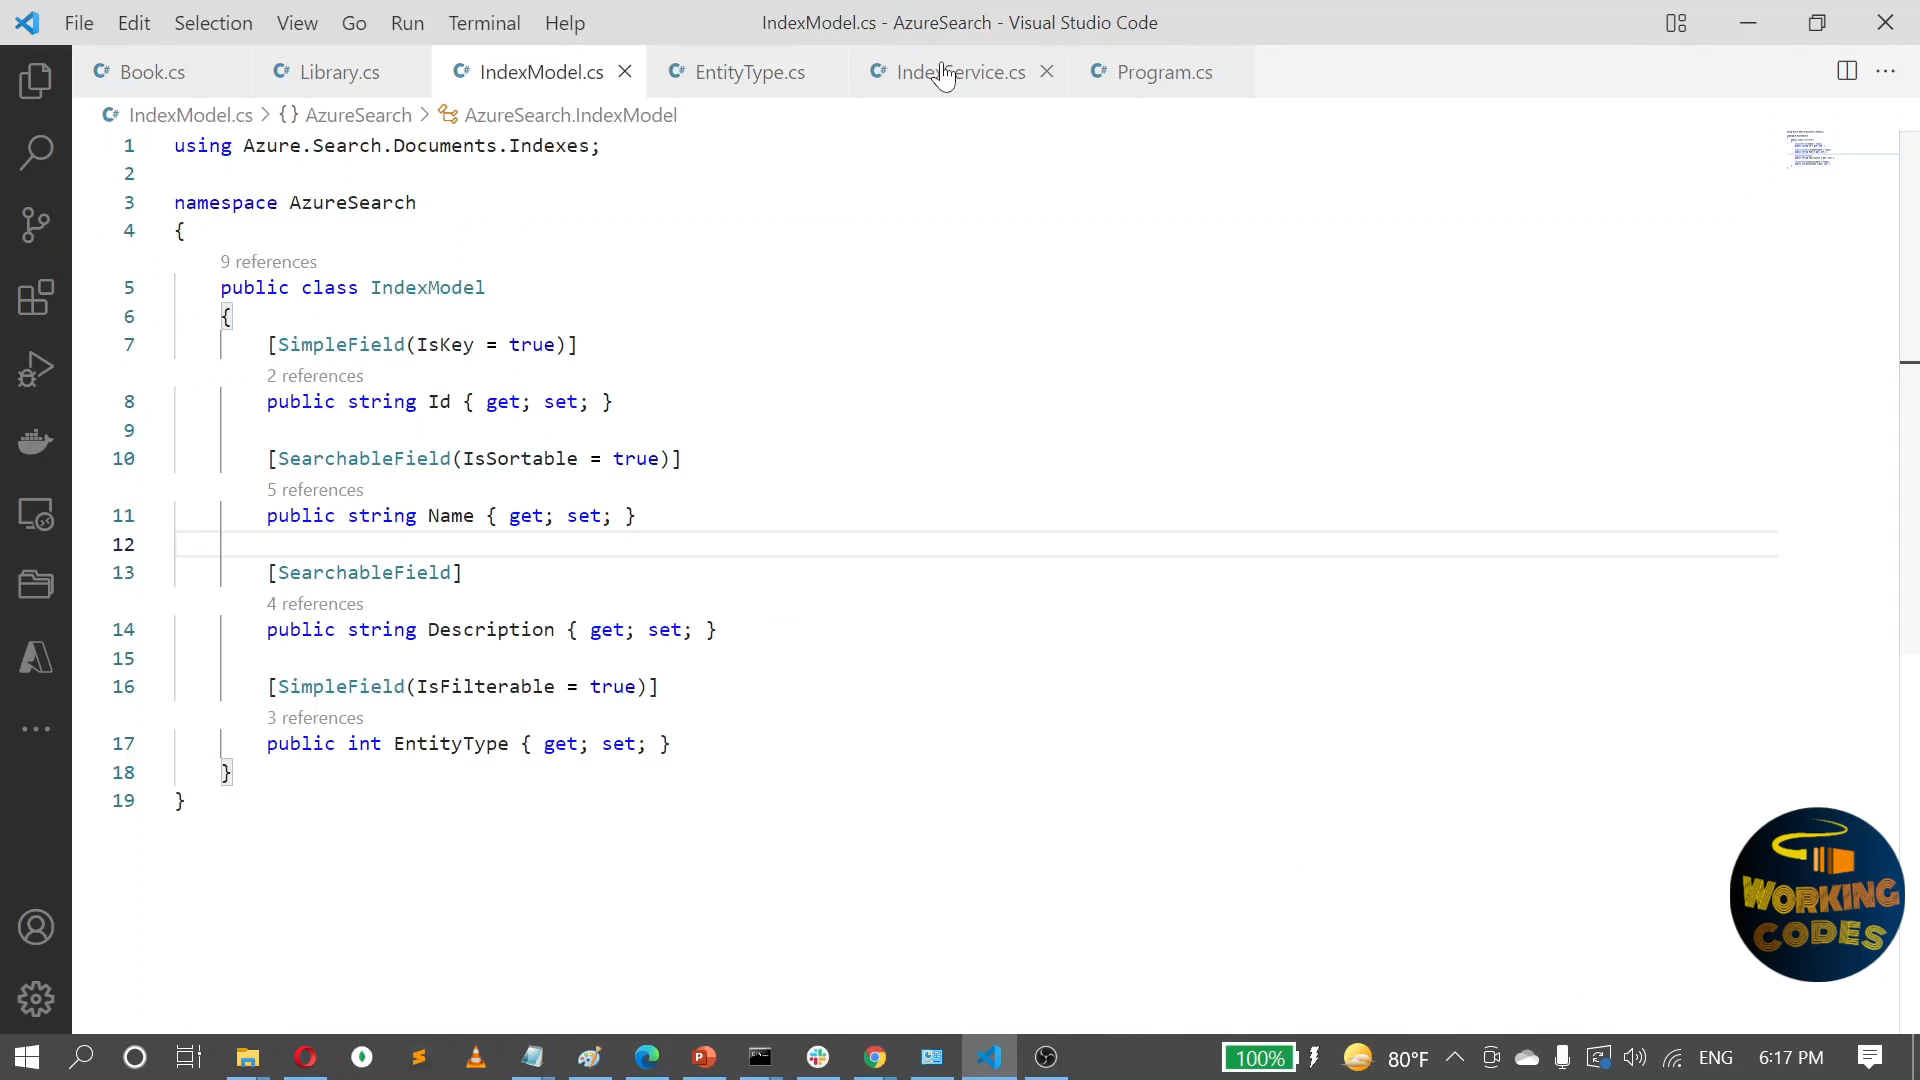 File Edit Selection View Go Run Terminal Help IndexModel.cs - AzureSearch - Visual Studio Code
Book.cs Library.cs IndexModel.cs EntityType.cs IndexService.cs Program.cs
IndexModel.cs > {} AzureSearch > AzureSearch.IndexModel
1 using Azure.Search.Documents.Indexes;
2
3 namespace AzureSearch
4 {
9 references
5 public class IndexModel
6 {
7 [SimpleField(IsKey = true)]
2 references
8 public string Id { get; set; }
9
10 [SearchableField(IsSortable = true)]
5 references
11 public string Name { get; set; }
12
13 [SearchableField]
4 references
14 public string Description { get; set; }
15
16 [SimpleField(IsFilterable = true)]
3 references
17 public int EntityType { get; set; }
18 }
19 }
WORKING
CODES
100% 80°F ENG 6:17 PM